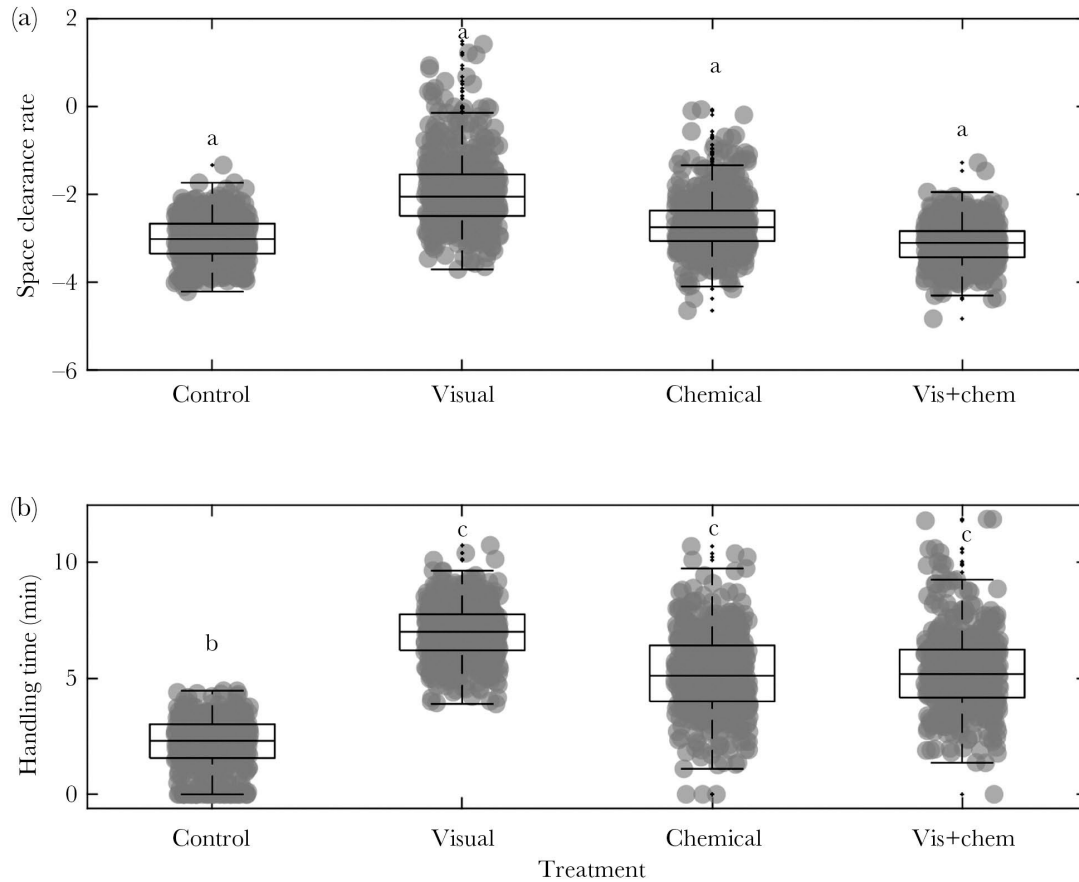 (a)
2
0
–2
–4
–6
Space clearance rate
a
a
a
a
Control Visual Chemical Vis+chem
(b)
10
5
0
Handling time (min)
b
c
c
c
Control Visual Chemical Vis+chem
Treatment